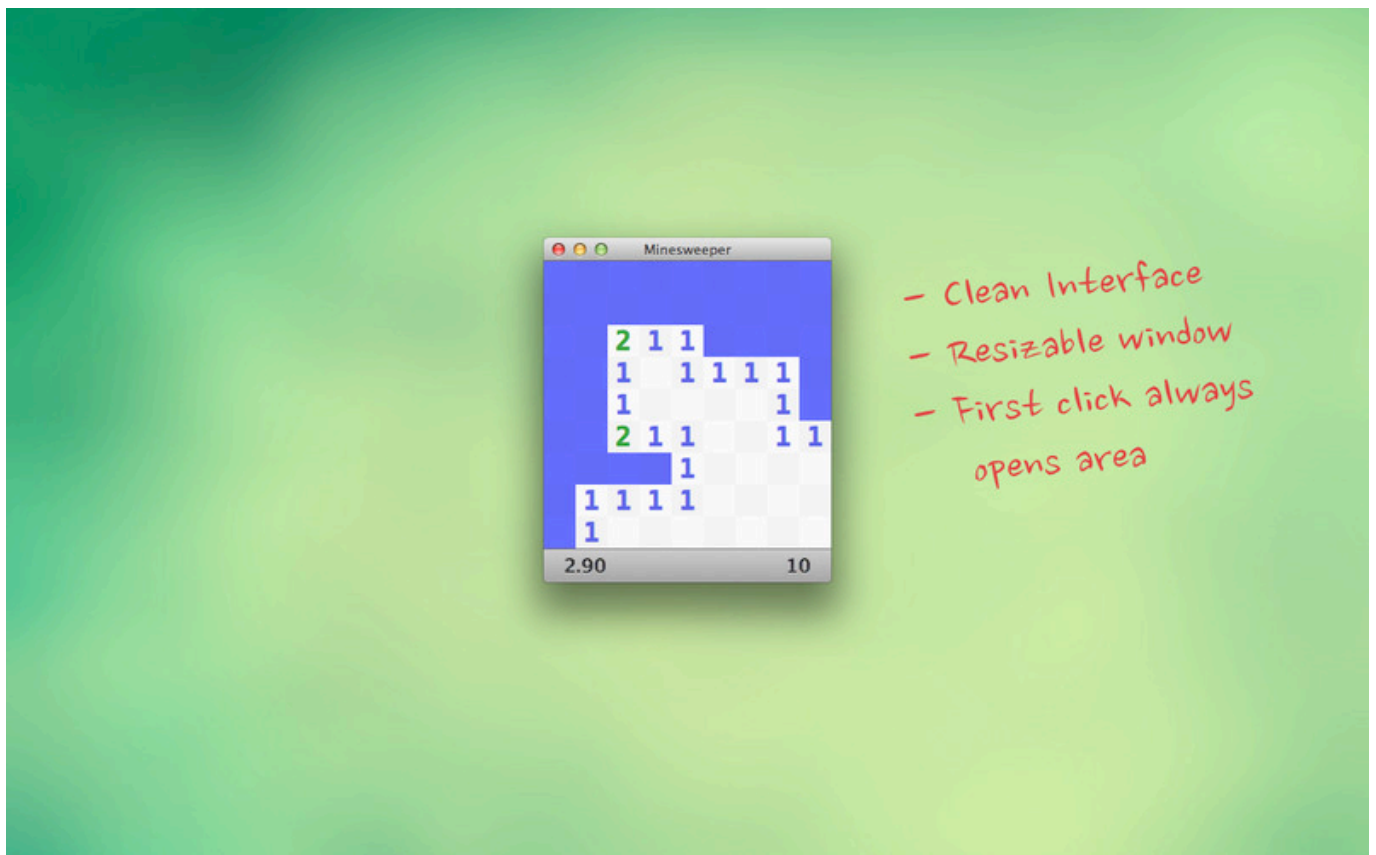 Minesweeper
2 1 1
1 1 1 1 1
1 1
2 1 1 1 1
1
1 1 1 1
1
2.90 10
– Clean Interface
– Resizable window
– First click always
opens area